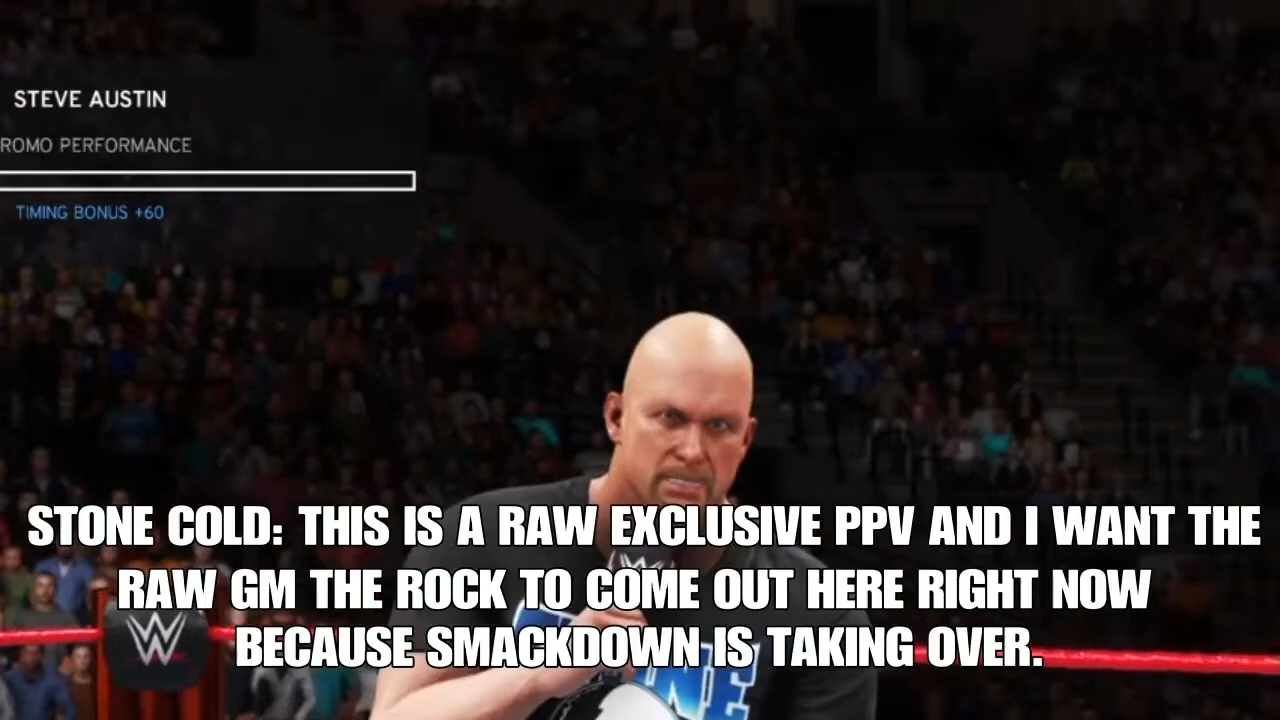 STEVE AUSTIN
ROMO PERFORMANCE
TIMING BONUS +60
STONE COLD: THIS IS A RAW EXCLUSIVE PPV AND I WANT THE
RAW GM THE ROCK TO COME OUT HERE RIGHT NOW
BECAUSE SMACKDOWN IS TAKING OVER.